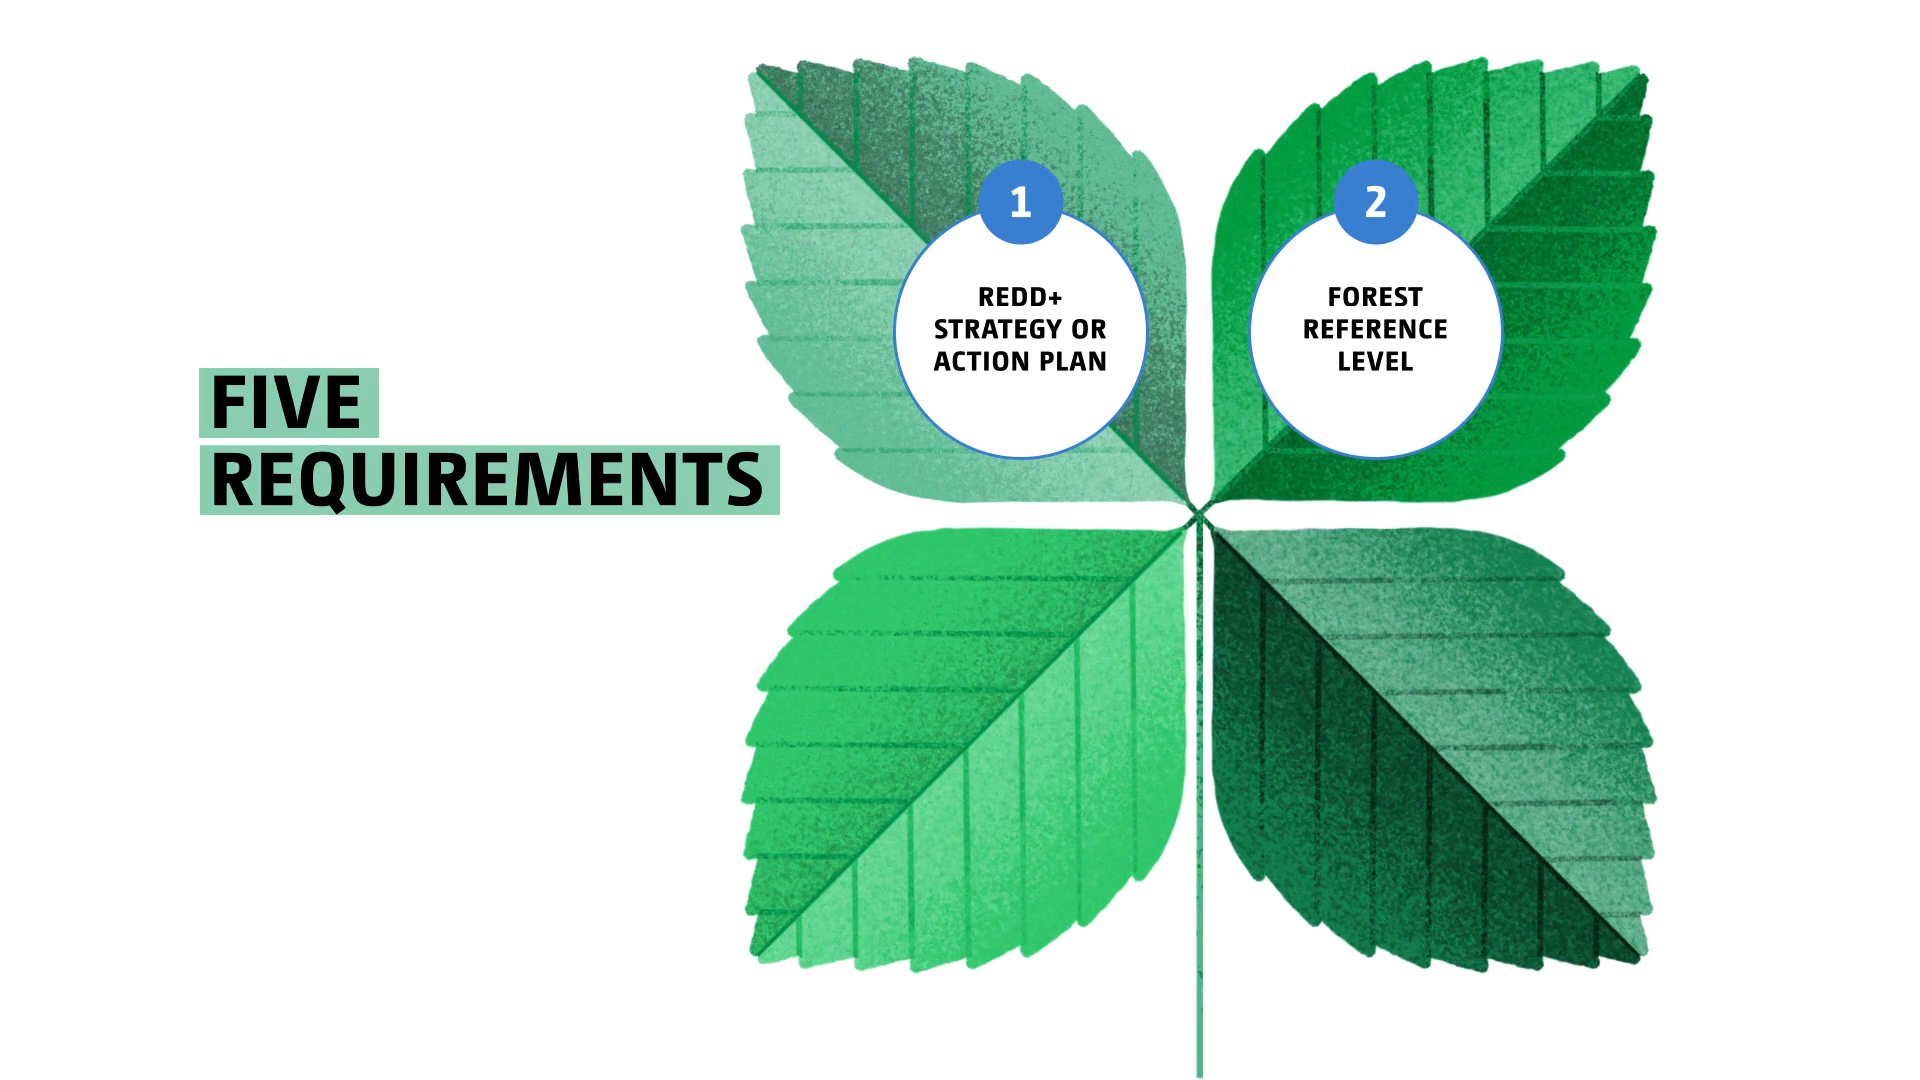 FIVE
REQUIREMENTS
1
REDD+
STRATEGY OR
ACTION PLAN
2
FOREST
REFERENCE
LEVEL